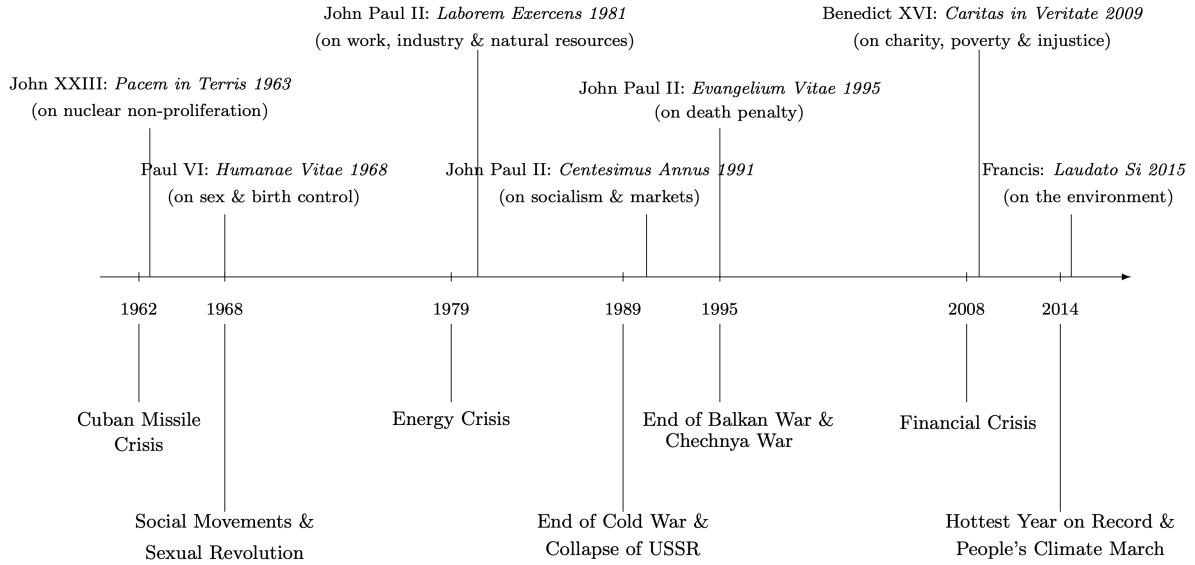 John Paul II: Laborem Exercens 1981
(on work, industry & natural resources)
Benedict XVI: Caritas in Veritate 2009
(on charity, poverty & injustice)
John XXIII: Pacem in Terris 1963
(on nuclear non-proliferation)
John Paul II: Evangelium Vitae 1995
(on death penalty)
Paul VI: Humanae Vitae 1968
(on sex & birth control)
John Paul II: Centesimus Annus 1991
(on socialism & markets)
Francis: Laudato Si 2015
(on the environment)
1962 1968 1979 1989 1995 2008 2014
Cuban Missile
Crisis
Energy Crisis
End of Balkan War &
Chechnya War
Financial Crisis
Social Movements &
Sexual Revolution
End of Cold War &
Collapse of USSR
Hottest Year on Record &
People's Climate March